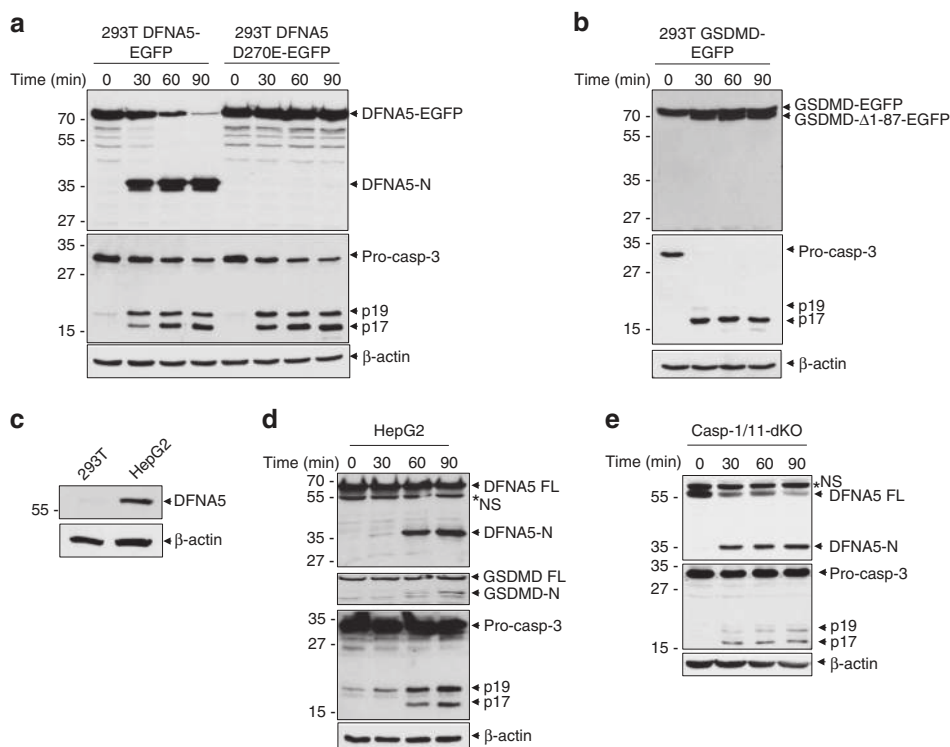 a
293T DFNA5-
EGFP
293T DFNA5
D270E-EGFP
Time (min) 0 30 60 90 0 30 60 90
70 -
55 -
35 -
27 -
DFNA5-EGFP
DFNA5-N
35 -
27 -
15 -
Pro-casp-3
p19
p17
β-actin
b
293T GSDMD-
EGFP
Time (min) 0 30 60 90
70 -
55 -
35 -
27 -
GSDMD-EGFP
GSDMD-Δ1-87-EGFP
35 -
27 -
15 -
Pro-casp-3
p19
p17
β-actin
c
293T
HepG2
55 -
DFNA5
β-actin
d
HepG2
Time (min) 0 30 60 90
70 -
55 -
35 -
27 -
DFNA5 FL
*NS
DFNA5-N
GSDMD FL
GSDMD-N
35 -
27 -
15 -
Pro-casp-3
p19
p17
β-actin
e
Casp-1/11-dKO
Time (min) 0 30 60 90
55 -
35 -
*NS
DFNA5 FL
DFNA5-N
35 -
27 -
15 -
Pro-casp-3
p19
p17
β-actin